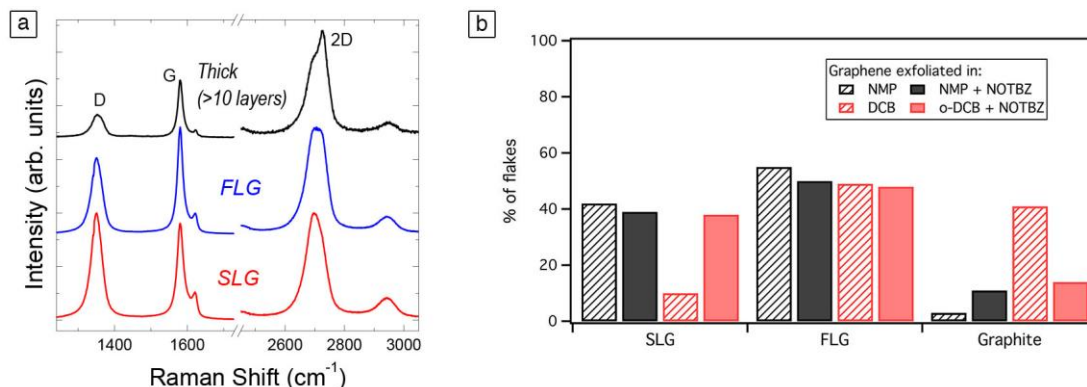 a
Intensity (arb. units)
D
G
Thick
(>10 layers)
2D
FLG
SLG
1400
1600
2600
2800
3000
Raman Shift (cm⁻¹)
b
% of flakes
100
80
60
40
20
0
Graphene exfoliated in:
NMP NMP + NOTBZ
DCB o-DCB + NOTBZ
SLG
FLG
Graphite